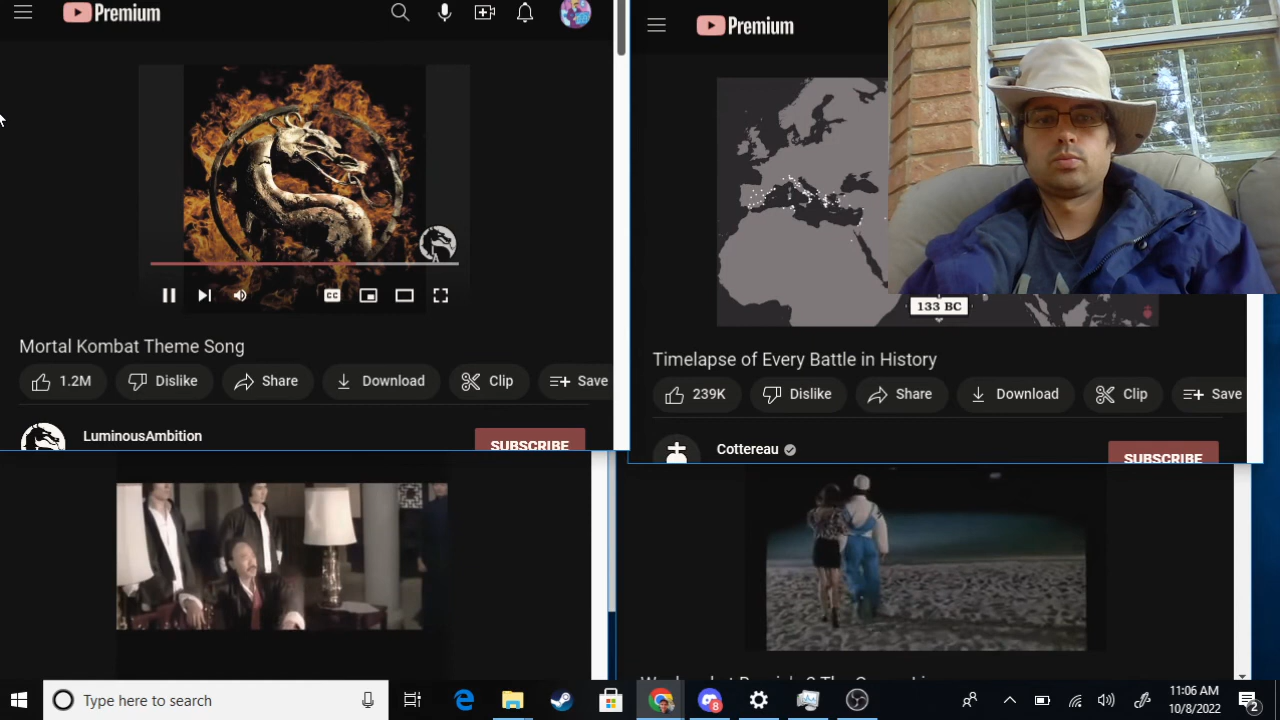 Premium
Mortal Kombat Theme Song
1.2M Dislike Share Download Clip Save
LuminousAmbition
SUBSCRIBE
Premium
133 BC
Timelapse of Every Battle in History
239K Dislike Share Download Clip Save
Cottereau
SUBSCRIBE
Type here to search
8
11:06 AM
10/8/2022
2